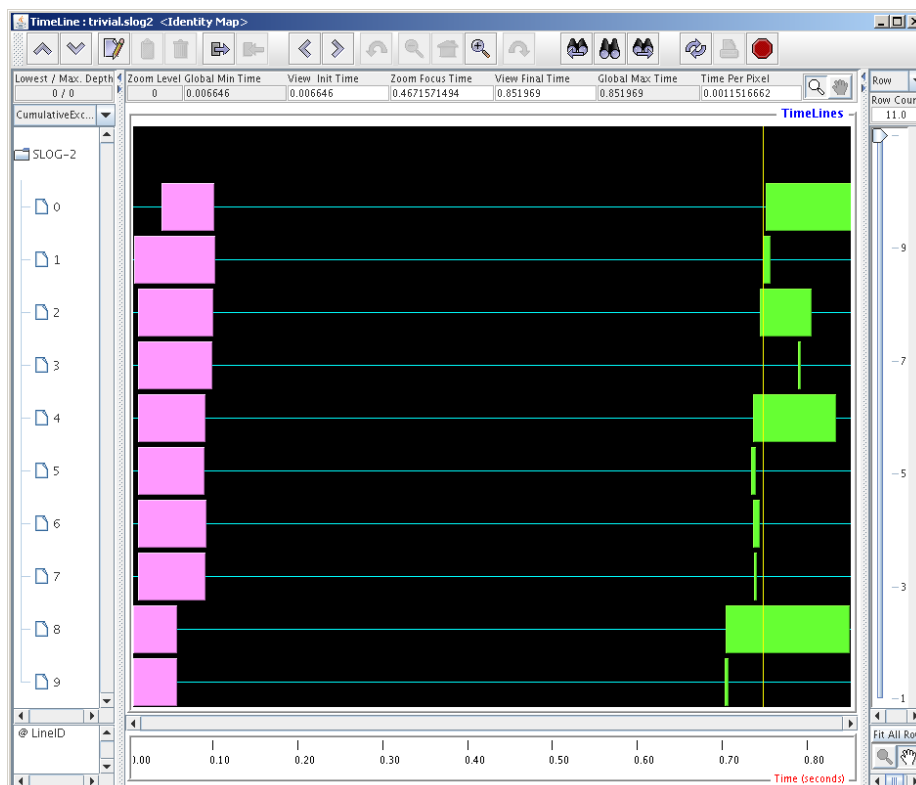 TimeLine : trivial.slog2 <Identity Map>
Lowest / Max. Depth
0 / 0
Zoom Level Global Min Time View Init Time Zoom Focus Time View Final Time Global Max Time Time Per Pixel
0 0.006646 0.006646 0.4671571494 0.851969 0.851969 0.0011516662
Row
Row Coun
11.0
CumulativeExc...
TimeLines
SLOG-2
0
1
2
3
4
5
6
7
8
9
9
7
5
3
1
@ LineID
Fit All Ro
0.00 0.10 0.20 0.30 0.40 0.50 0.60 0.70 0.80
Time (seconds)